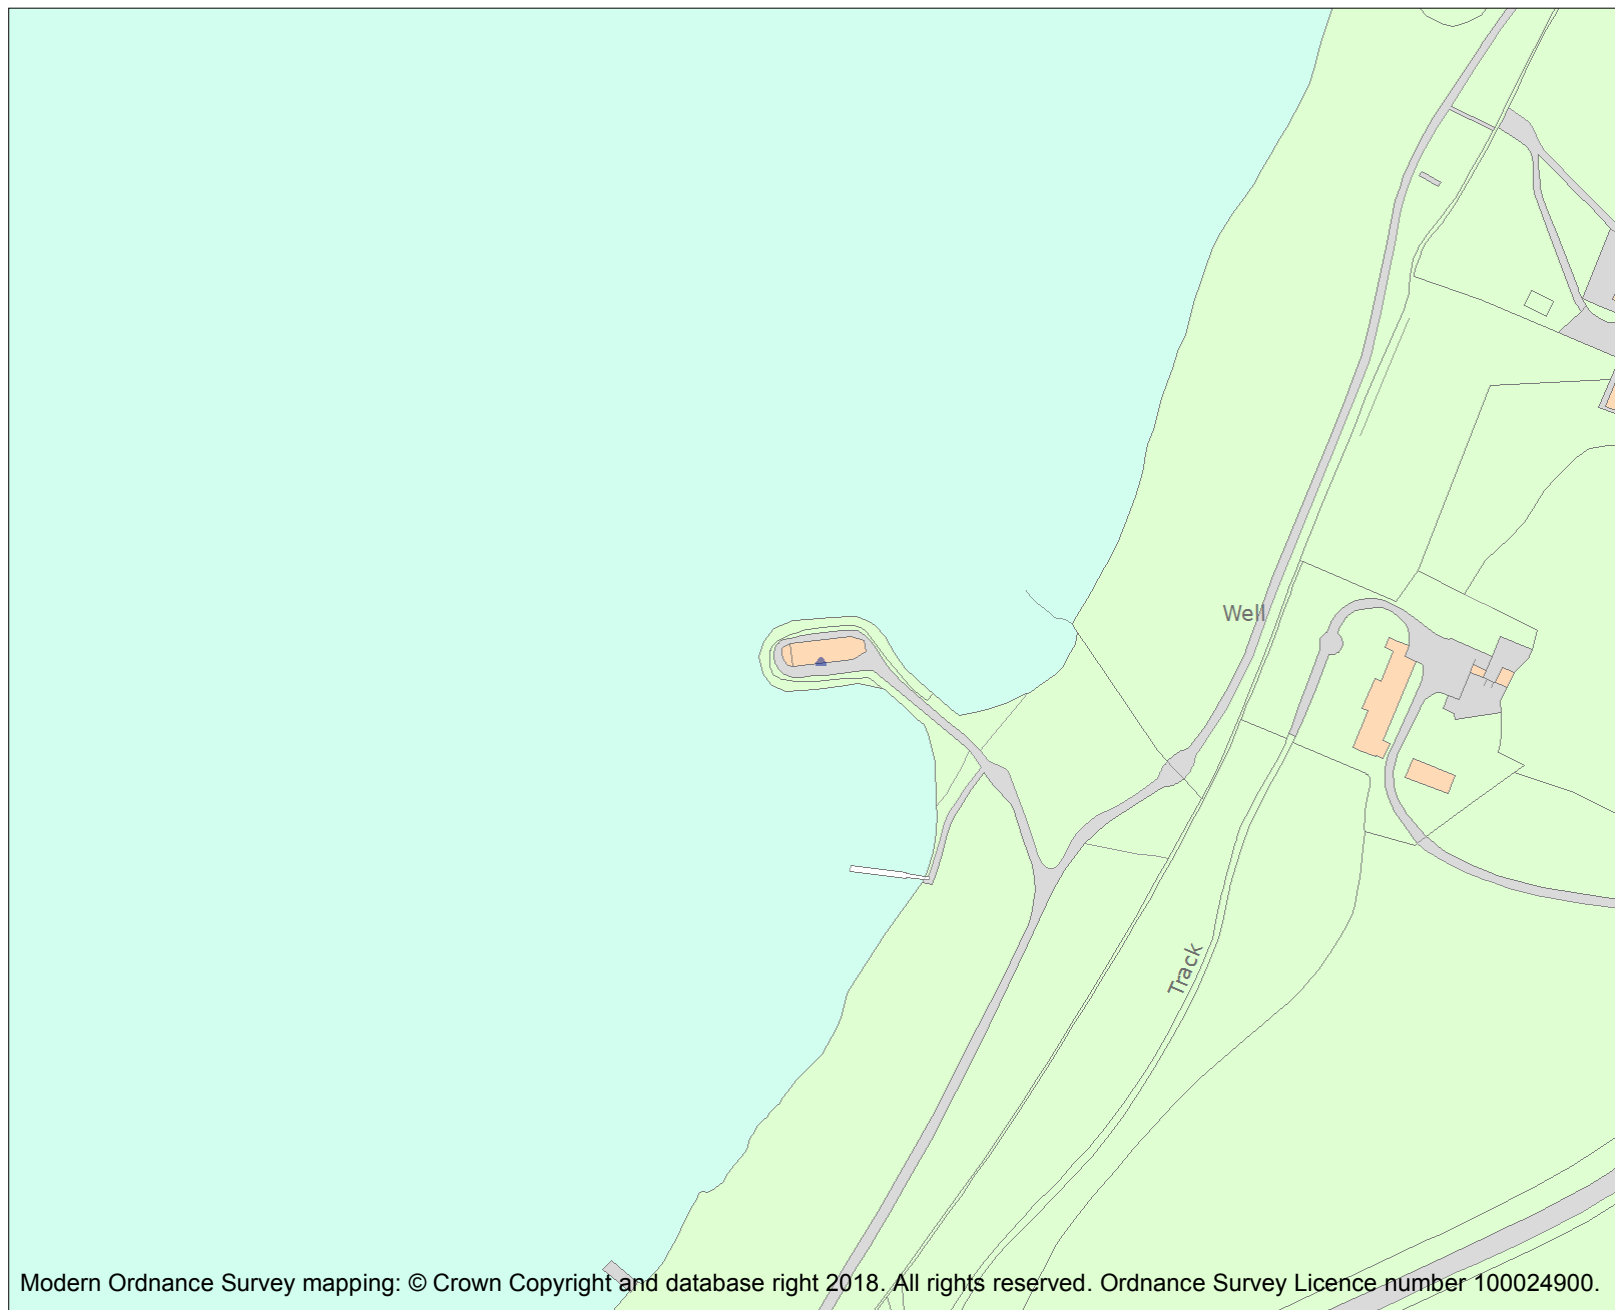 Well
Track
Modern Ordnance Survey mapping: © Crown Copyright and database right 2018. All rights reserved. Ordnance Survey Licence number 100024900.